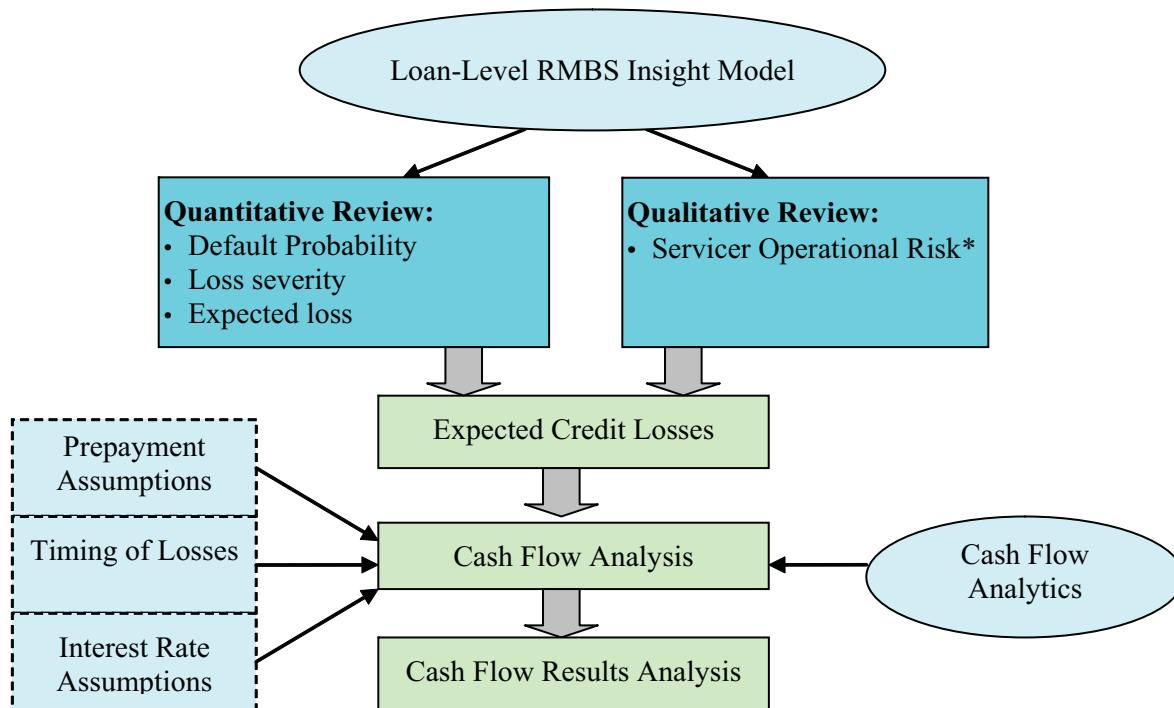 Loan-Level RMBS Insight Model
Quantitative Review:
• Default Probability
• Loss severity
• Expected loss
Qualitative Review:
• Servicer Operational Risk*
Expected Credit Losses
Prepayment
Assumptions
Timing of Losses
Interest Rate
Assumptions
Cash Flow Analysis
Cash Flow
Analytics
Cash Flow Results Analysis